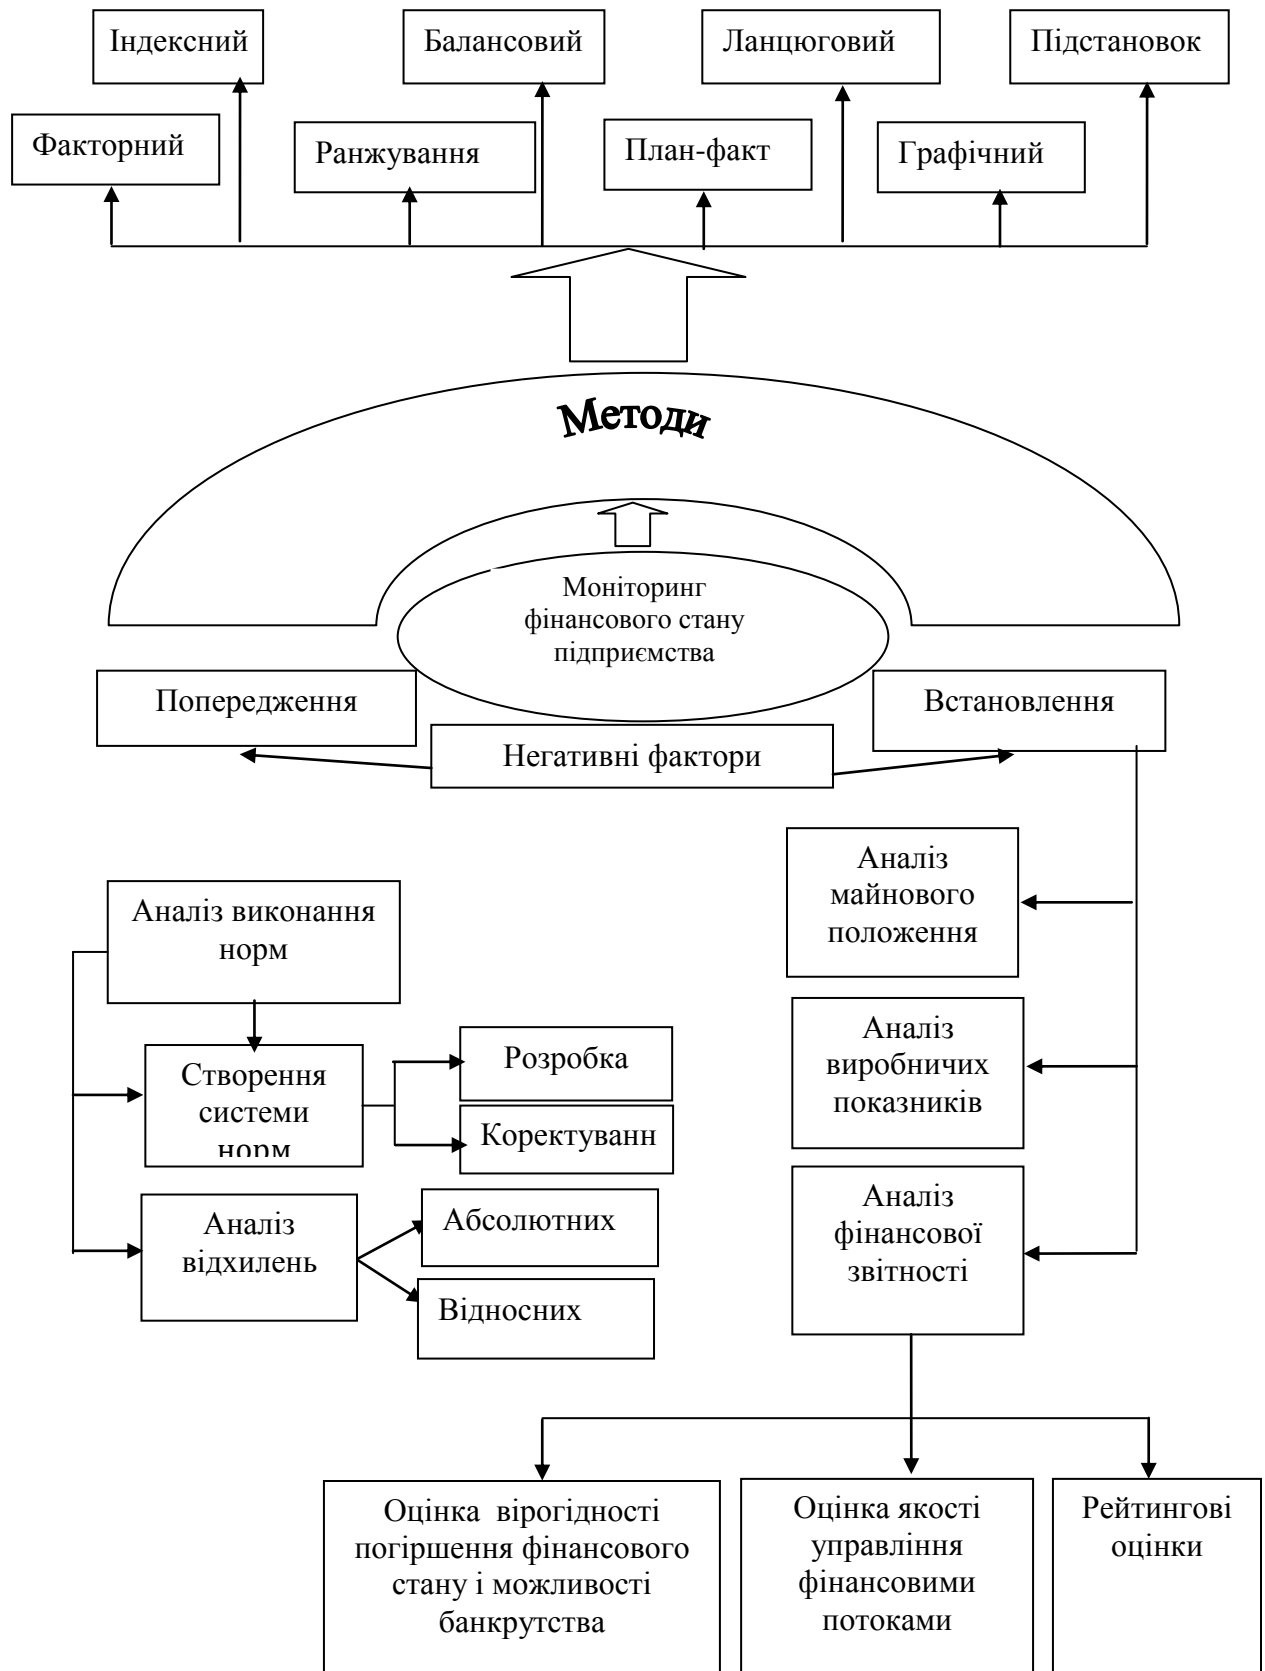 Індексний
Балансовий
Ланцюговий
Підстановок
Факторний
Ранжування
План-факт
Графічний
Методи
Моніторинг
фінансового стану
підприємства
Попередження
Встановлення
Негативні фактори
Аналіз
майнового
положення
Аналіз виконання
норм
Аналіз
виробничих
показників
Створення
системи
норм
Розробка
Коректуванн
Аналіз
відхилень
Абсолютних
Відносних
Аналіз
фінансової
звітності
Оцінка вірогідності
погіршення фінансового
стану і можливості
банкрутства
Оцінка якості
управління
фінансовими
потоками
Рейтингові
оцінки